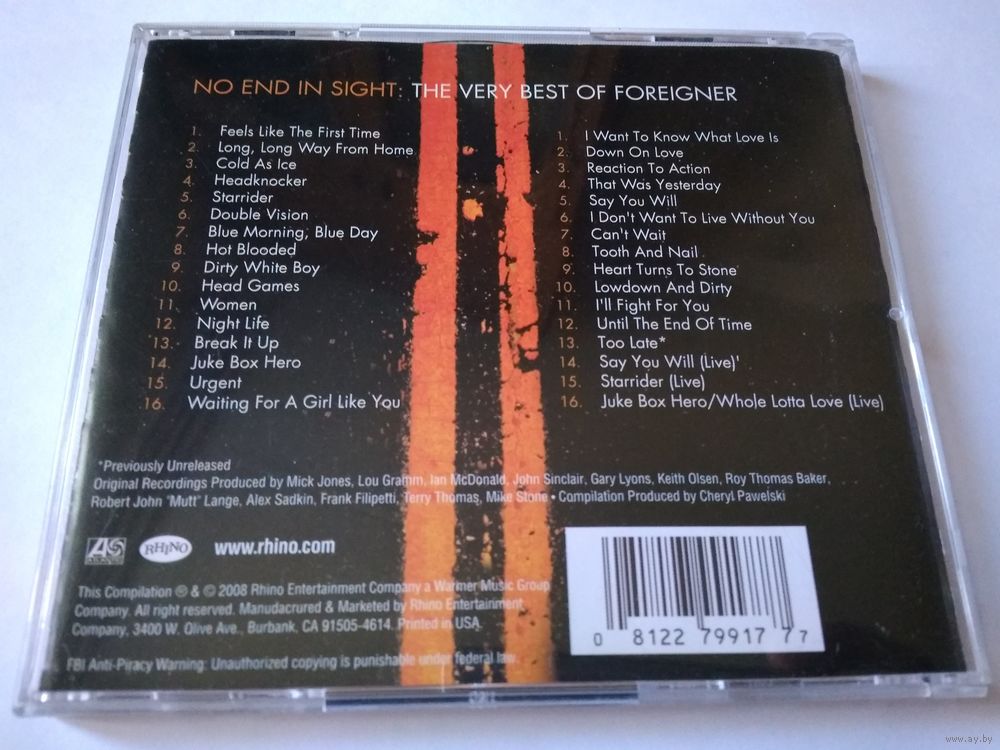 NO END IN SIGHT: THE VERY BEST OF FOREIGNER
1. Feels Like The First Time
2. Long, Long Way From Home
3. Cold As Ice
4. Headknocker
5. Starrider
6. Double Vision
7. Blue Morning, Blue Day
8. Hot Blooded
9. Dirty White Boy
10. Head Games
11. Women
12. Night Life
13. Break It Up
14. Juke Box Hero
15. Urgent
16. Waiting For A Girl Like You
1. I Want To Know What Love Is
2. Down On Love
3. Reaction To Action
4. That Was Yesterday
5. Say You Will
6. I Don't Want To Live Without You
7. Can't Wait
8. Tooth And Nail
9. Heart Turns To Stone
10. Lowdown And Dirty
11. I'll Fight For You
12. Until The End Of Time
13. Too Late*
14. Say You Will (Live)'
15. Starrider (Live)
16. Juke Box Hero/Whole Lotta Love (Live)
*Previously Unreleased
Original Recordings Produced by Mick Jones, Lou Gramm, Ian McDonald, John Sinclair, Gary Lyons, Keith Olsen, Roy Thomas Baker,
Robert John "Mutt" Lange, Alex Sadkin, Frank Filipetti, Terry Thomas, Mike Stone • Compilation Produced by Cheryl Pawelski
ATLANTIC
RHINO
www.rhino.com
This Compilation ℗ & © 2008 Rhino Entertainment Company a Warmer Music Group
Company. All right reserved. Manudacrured & Marketed by Rhino Entertainment
Company, 3400 W. Olive Ave., Burbank, CA 91505-4614. Printed in USA.
FBI Anti-Piracy Warning: Unauthorized copying is punishable under federal law.
0 81227 99177 7
www.ay.by